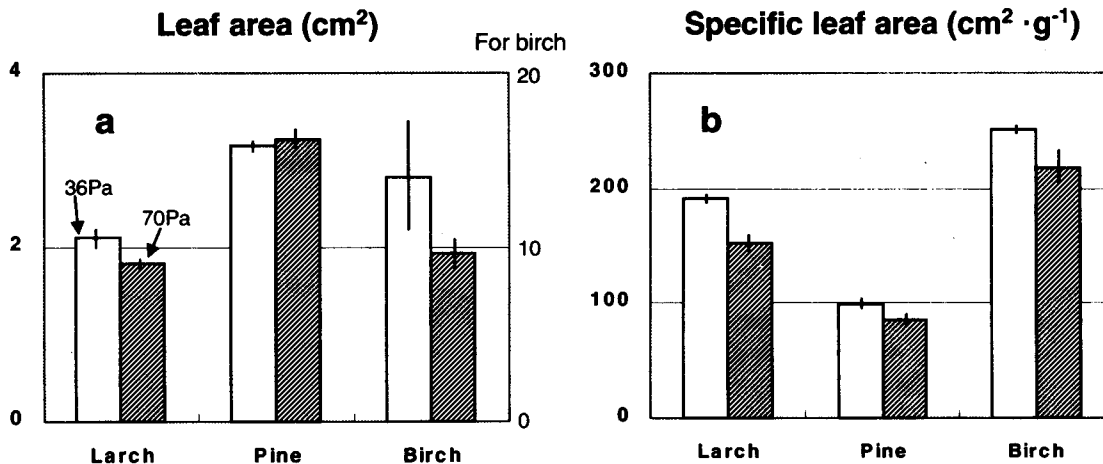 Leaf area (cm²)
For birch
4
20
a
36Pa
70Pa
2
10
0
0
Larch
Pine
Birch
Specific leaf area (cm² ·g⁻¹)
300
b
200
100
0
Larch
Pine
Birch